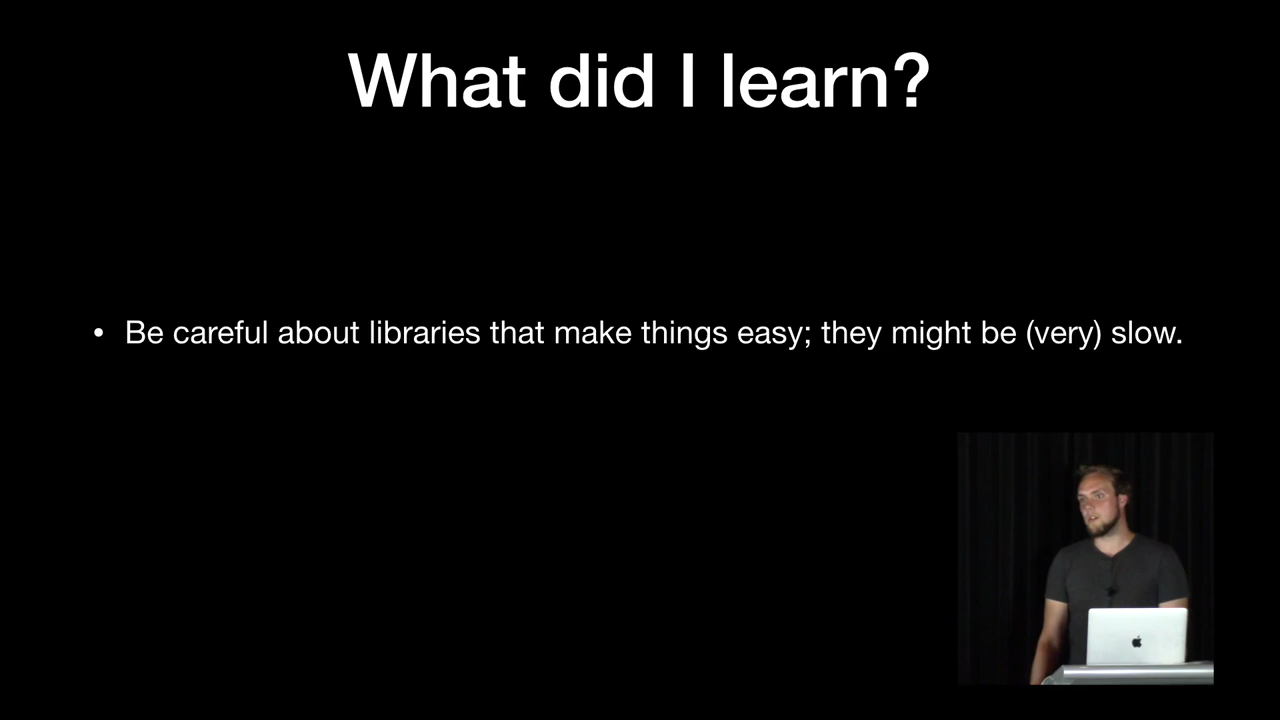 What did I learn?
• Be careful about libraries that make things easy; they might be (very) slow.